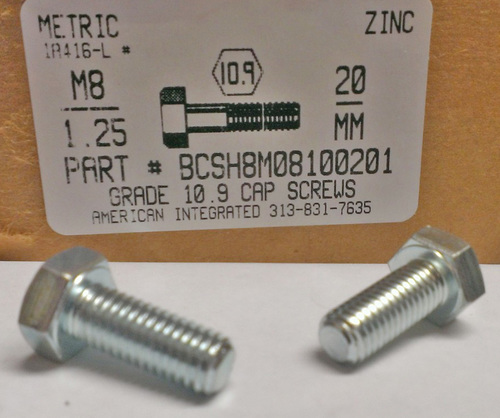 METRIC ZINC
1A416-L *
10.9
M8 20
1.25 MM
PART * BCSH8M08100201
GRADE 10.9 CAP SCREWS
AMERICAN INTEGRATED 313-831-7635